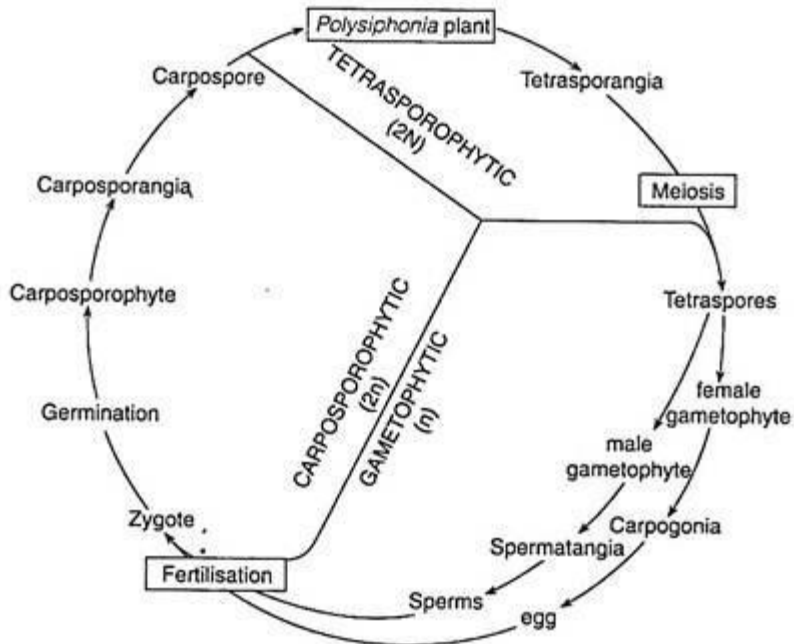 Polysiphonia plant
Carpospore
Tetrasporangia
TETRASPOROPHYTIC
(2N)
Carposporangia
Meiosis
Carposporophyte
Tetraspores
CARPOSPOROPHYTIC
(2n)
GAMETOPHYTIC
(n)
female
gametophyte
Germination
male
gametophyte
Zygote
Carpogonia
Spermatangia
Fertilisation
Sperms
egg